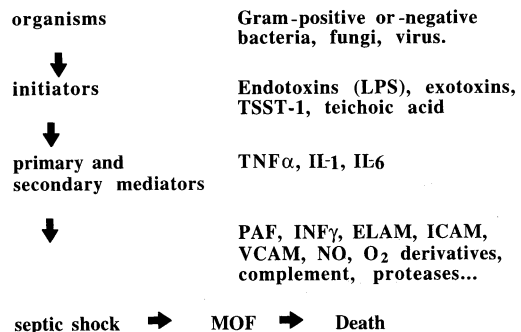 organisms
Gram-positive or-negative
bacteria, fungi, virus.
initiators
Endotoxins (LPS), exotoxins,
TSST-1, teichoic acid
primary and
secondary mediators
TNFα, IL-1, IL-6
PAF, INFγ, ELAM, ICAM,
VCAM, NO, O2 derivatives,
complement, proteases...
septic shock MOF Death